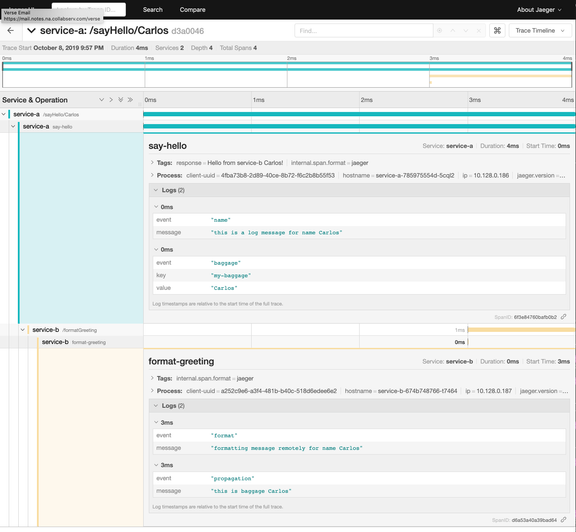 Verse Email
https://mail.notes.na.collabserv.com/verse
Search Compare About Jaeger
service-a: /sayHello/Carlos d3a0046 Find... Trace Timeline
Trace Start October 8, 2019 9:57 PM Duration 4ms Services 2 Depth 4 Total Spans 4
0ms 1ms 2ms 3ms 4ms
Service & Operation 0ms 1ms 2ms 3ms 4ms
service-a /sayHello/Carlos
service-a say-hello
say-hello Service: service-a Duration: 4ms Start Time: 0ms
Tags: response = Hello from service-b Carlos! internal.span.format = jaeger
Process: client-uuid = 4fba73b8-2d89-40ce-8b72-f6c2b8b55f53 hostname = service-a-785975554d-5cql2 ip = 10.128.0.186 jaeger.version =...
Logs (2)
0ms
event "name"
message "this is a log message for name Carlos"
0ms
event "baggage"
key "my-baggage"
value "Carlos"
Log timestamps are relative to the start time of the full trace.
SpanID: 6f3e84760bafb0b2
service-b /formatGreeting 1ms
service-b format-greeting 0ms
format-greeting Service: service-b Duration: 0ms Start Time: 3ms
Tags: internal.span.format = jaeger
Process: client-uuid = a252c9e6-a3f4-481b-b40c-518d6edee6e2 hostname = service-b-674b748766-t7464 ip = 10.128.0.187 jaeger.version =...
Logs (2)
3ms
event "format"
message "formatting message remotely for name Carlos"
3ms
event "propagation"
message "this is baggage Carlos"
Log timestamps are relative to the start time of the full trace.
SpanID: d6a53a40a39bad64